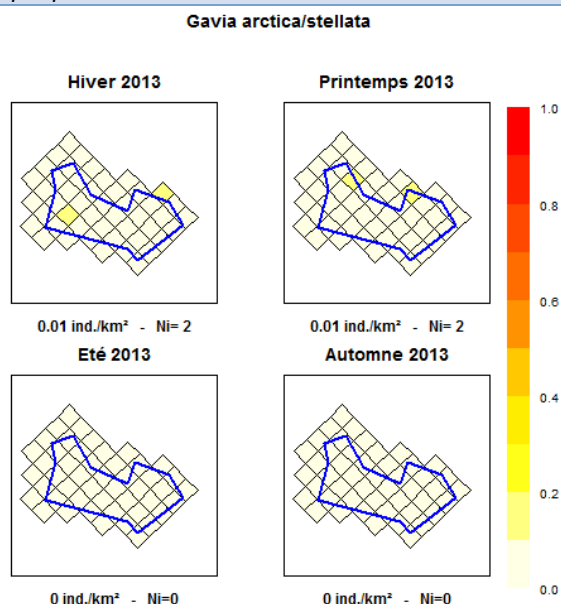 Gavia arctica/stellata
Hiver 2013
Printemps 2013
0.01 ind./km² - Ni= 2
0.01 ind./km² - Ni= 2
Eté 2013
Automne 2013
0 ind./km² - Ni=0
0 ind./km² - Ni=0
1.0
0.8
0.6
0.4
0.2
0.0